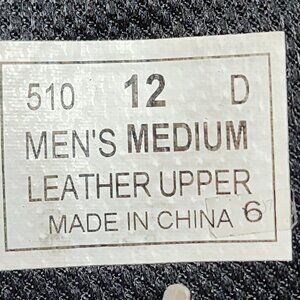 510 12 D
MEN'S MEDIUM
LEATHER UPPER
MADE IN CHINA 6